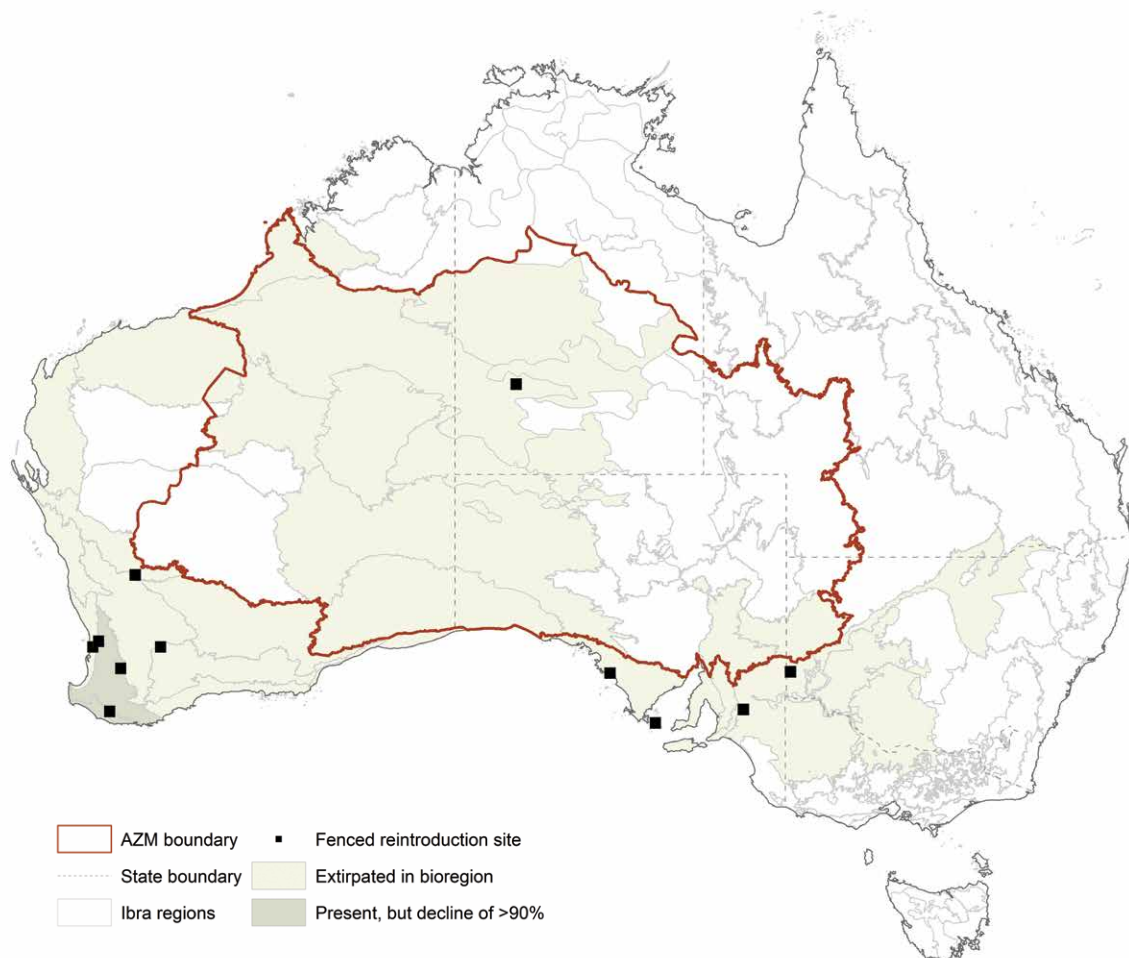 AZM boundary
Fenced reintroduction site
State boundary
Extirpated in bioregion
Ibra regions
Present, but decline of >90%